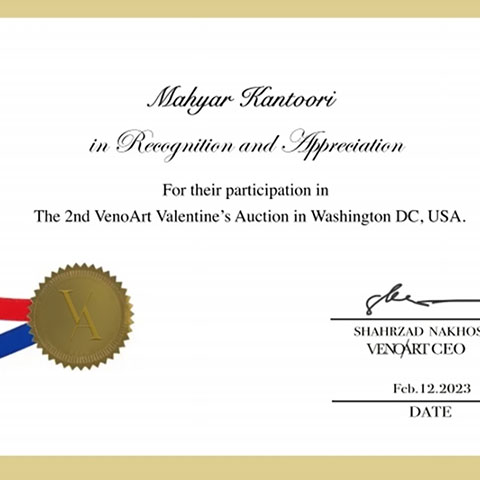 Mahyar Kantoori
in Recognition and Appreciation
For their participation in
The 2nd VenoArt Valentine's Auction in Washington DC, USA.
VA
SHAHRZAD NAKHOS
VENOART CEO
Feb.12.2023
DATE